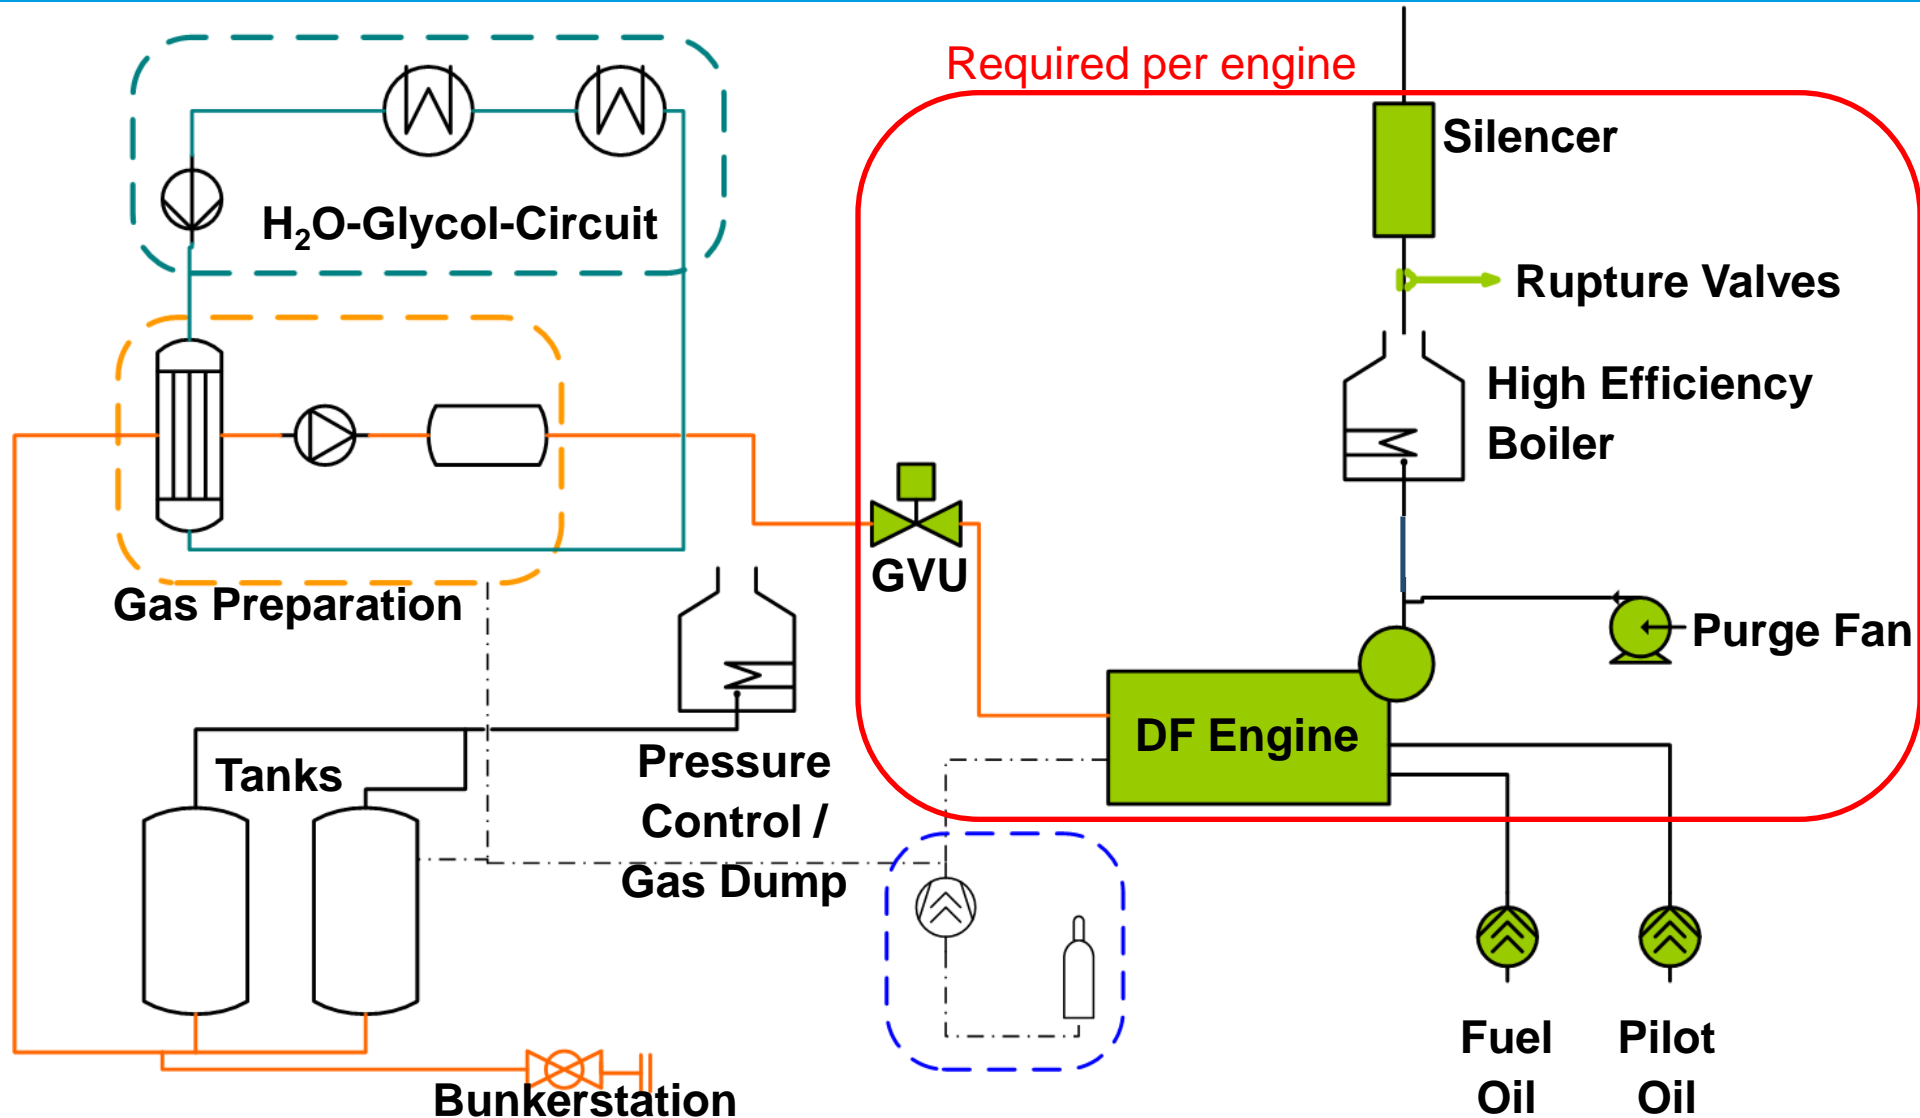 Required per engine
Silencer
H₂O-Glycol-Circuit
Rupture Valves
High Efficiency
Boiler
GVU
Gas Preparation
Purge Fan
DF Engine
Tanks
Pressure
Control /
Gas Dump
Fuel
Oil
Pilot
Oil
Bunkerstation